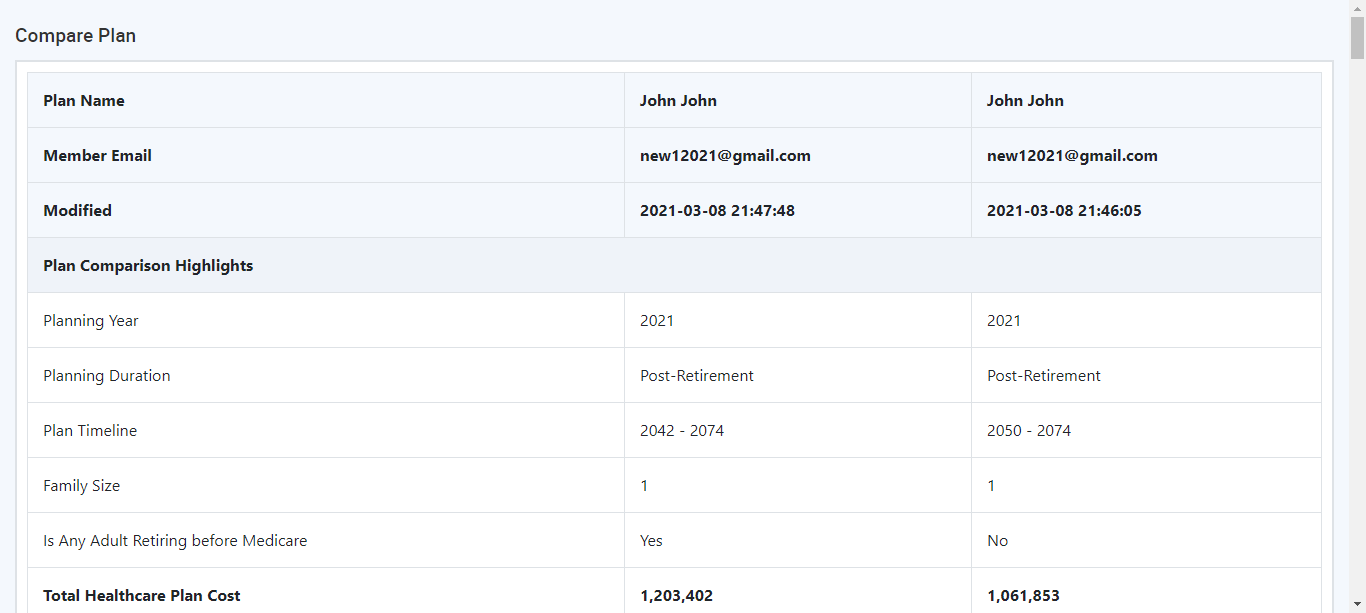 Compare Plan
Plan Name John John John John
Member Email new12021@gmail.com new12021@gmail.com
Modified 2021-03-08 21:47:48 2021-03-08 21:46:05
Plan Comparison Highlights
Planning Year 2021 2021
Planning Duration Post-Retirement Post-Retirement
Plan Timeline 2042 - 2074 2050 - 2074
Family Size 1 1
Is Any Adult Retiring before Medicare Yes No
Total Healthcare Plan Cost 1,203,402 1,061,853